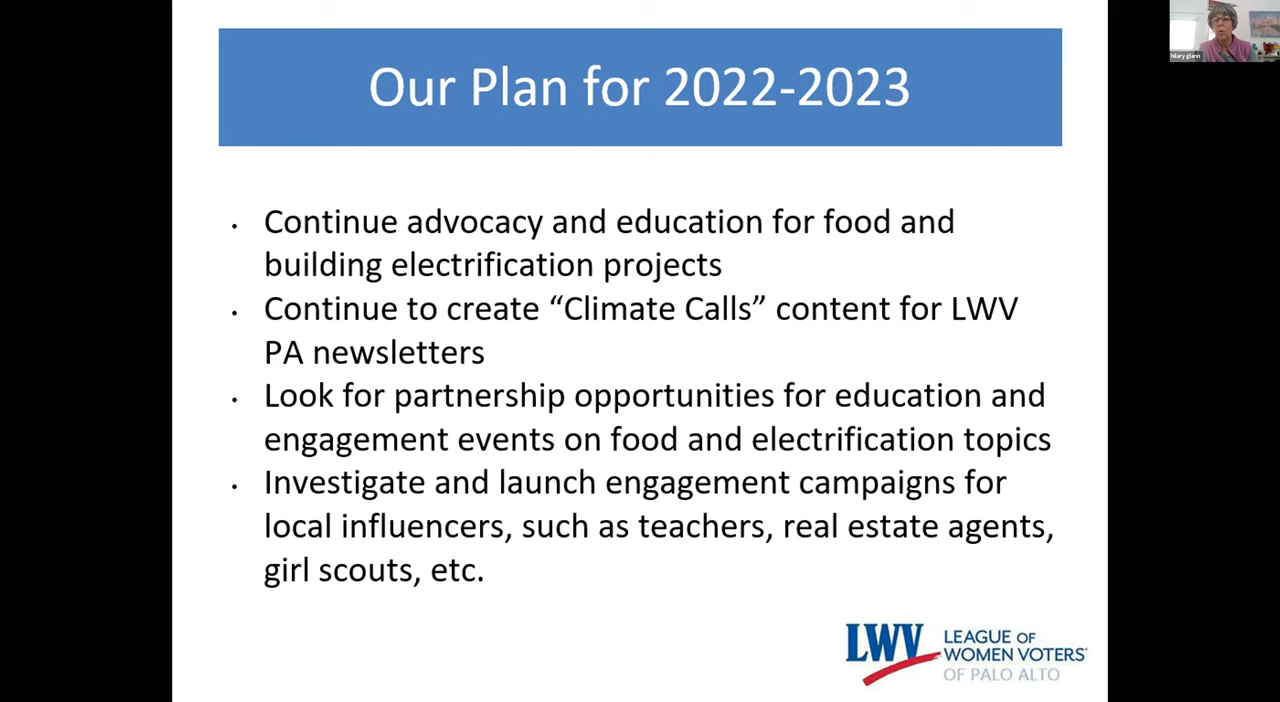 Our Plan for 2022-2023
hilary glann
• Continue advocacy and education for food and
building electrification projects
• Continue to create “Climate Calls” content for LWV
PA newsletters
• Look for partnership opportunities for education and
engagement events on food and electrification topics
• Investigate and launch engagement campaigns for
local influencers, such as teachers, real estate agents,
girl scouts, etc.
LWV LEAGUE OF
WOMEN VOTERS®
OF PALO ALTO